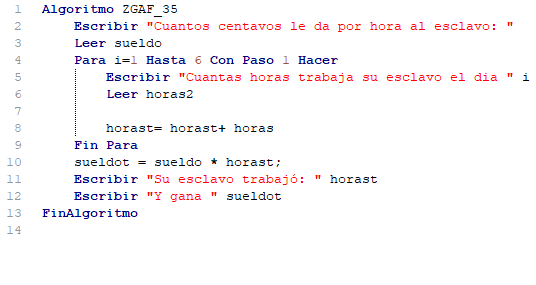 1 Algoritmo ZGAF_35
2 Escribir "Cuantos centavos le da por hora al esclavo: "
3 Leer sueldo
4 Para i=1 Hasta 6 Con Paso 1 Hacer
5 Escribir "Cuantas horas trabaja su esclavo el dia " i
6 Leer horas2
7
8 horast= horast+ horas
9 Fin Para
10 sueldot = sueldo * horast;
11 Escribir "Su esclavo trabajó: " horast
12 Escribir "Y gana " sueldot
13 FinAlgoritmo
14